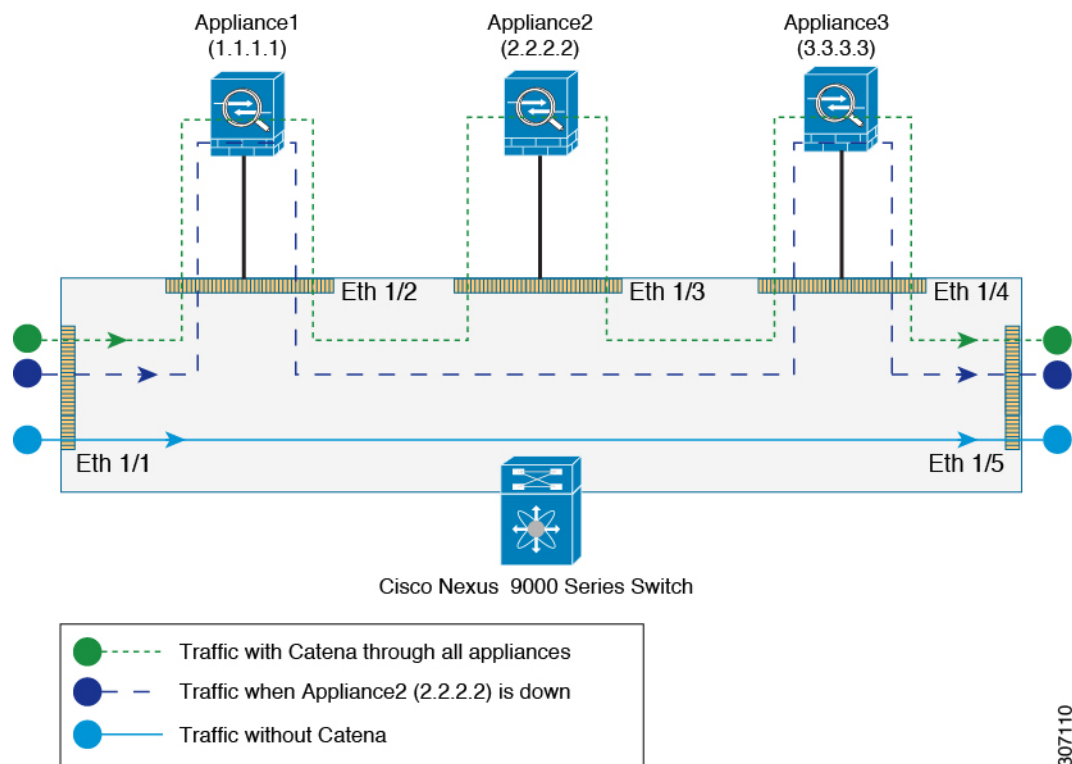 Appliance1
(1.1.1.1)
Appliance2
(2.2.2.2)
Appliance3
(3.3.3.3)
Eth 1/2
Eth 1/3
Eth 1/4
Eth 1/1
Eth 1/5
Cisco Nexus  9000 Series Switch
Traffic with Catena through all appliances
Traffic when Appliance2 (2.2.2.2) is down
Traffic without Catena
307110